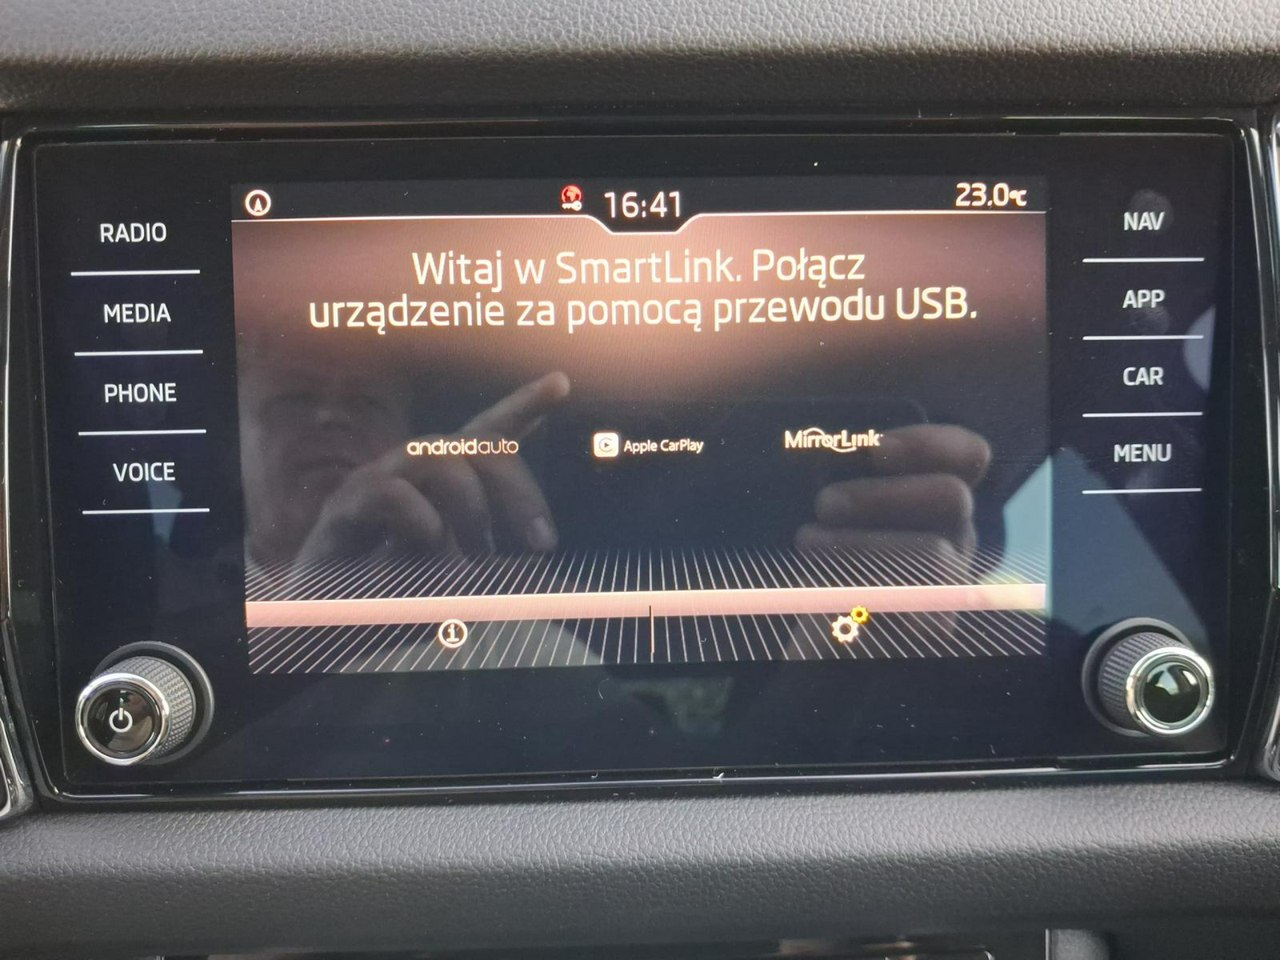 16:41
23.0°C
RADIO
MEDIA
PHONE
VOICE
Witaj w SmartLink. Połącz
urządzenie za pomocą przewodu USB.
androidauto
Apple CarPlay
MirrorLink
NAV
APP
CAR
MENU